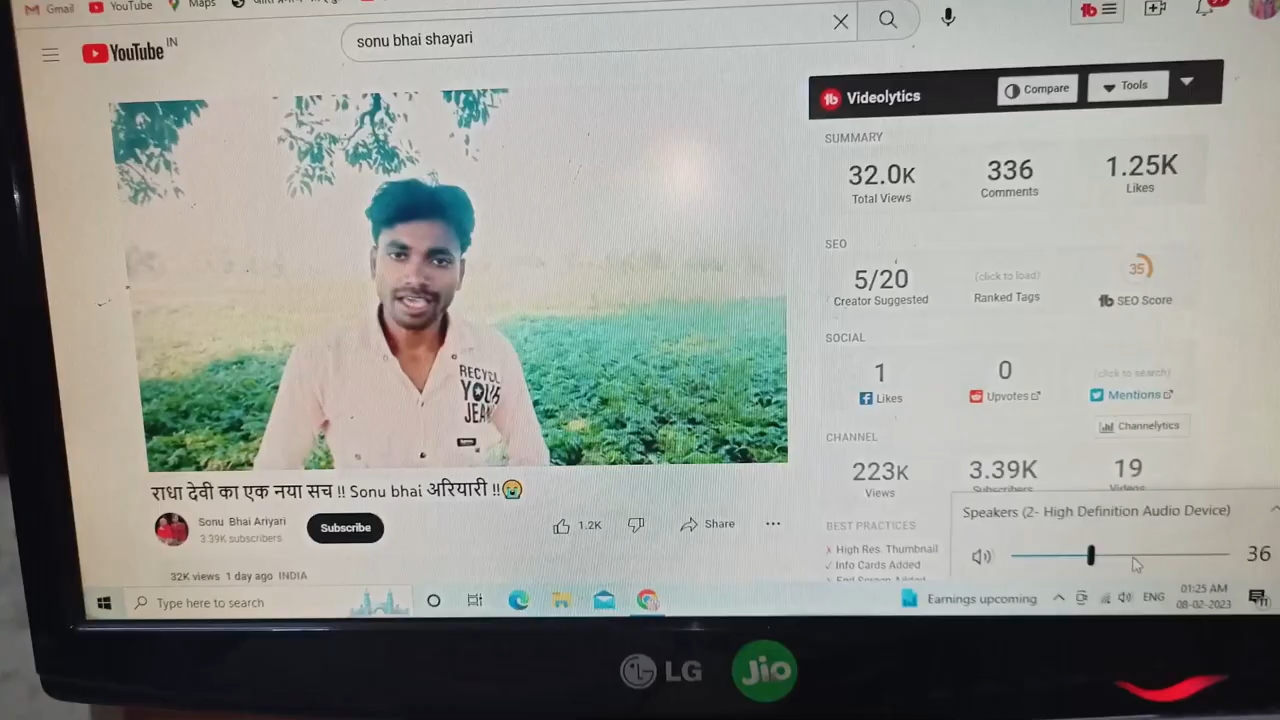 Gmail
YouTube
Maps
YouTube IN
sonu bhai shayari
Videolytics
Compare
Tools
SUMMARY
32.0K
Total Views
336
Comments
1.25K
Likes
SEO
5/20
Creator Suggested
(click to load)
Ranked Tags
35
SEO Score
SOCIAL
1
Likes
0
Upvotes
(click to search)
Mentions
Channelytics
CHANNEL
223K
Views
3.39K
Subscribers
19
Videos
BEST PRACTICES
High Res. Thumbnail
Info Cards Added
End Screen Added
RECYCL
YOUR
JEAN
राधा देवी का एक नया सच !! Sonu bhai अरियारी !!😭
Sonu Bhai Ariyari
3.39K subscribers
Subscribe
1.2K
Share
32K views 1 day ago INDIA
Speakers (2- High Definition Audio Device)
36
Type here to search
Earnings upcoming
ENG
01:25 AM
08-02-2023
LG
Jio